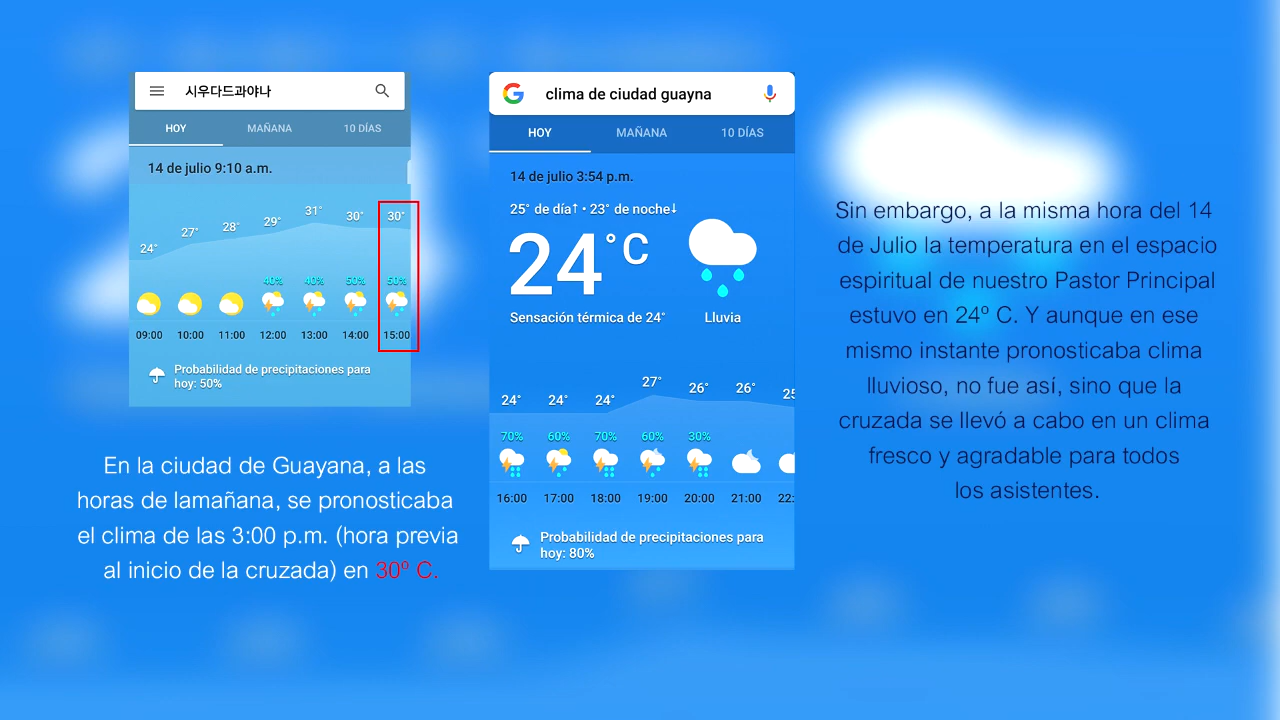 시우다드과야나
HOY MAÑANA 10 DÍAS
14 de julio 9:10 a.m.
24° 27° 28° 29° 31° 30° 30°
40% 40% 50% 50%
09:00 10:00 11:00 12:00 13:00 14:00 15:00
Probabilidad de precipitaciones para
hoy: 50%
En la ciudad de Guayana, a las
horas de lamañana, se pronosticaba
el clima de las 3:00 p.m. (hora previa
al inicio de la cruzada) en 30º C.
clima de ciudad guayna
HOY MAÑANA 10 DÍAS
14 de julio 3:54 p.m.
25° de día↑ • 23° de noche↓
24°C
Sensación térmica de 24° Lluvia
24° 24° 24° 27° 26° 26° 25
70% 60% 70% 60% 30%
16:00 17:00 18:00 19:00 20:00 21:00 22:
Probabilidad de precipitaciones para
hoy: 80%
Sin embargo, a la misma hora del 14
de Julio la temperatura en el espacio
espiritual de nuestro Pastor Principal
estuvo en 24º C. Y aunque en ese
mismo instante pronosticaba clima
lluvioso, no fue así, sino que la
cruzada se llevó a cabo en un clima
fresco y agradable para todos
los asistentes.